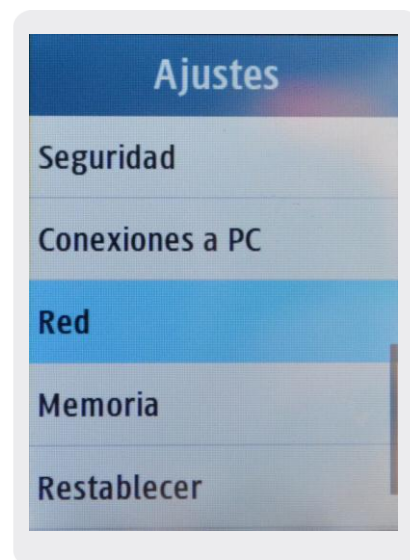 Ajustes
Seguridad
Conexiones a PC
Red
Memoria
Restablecer